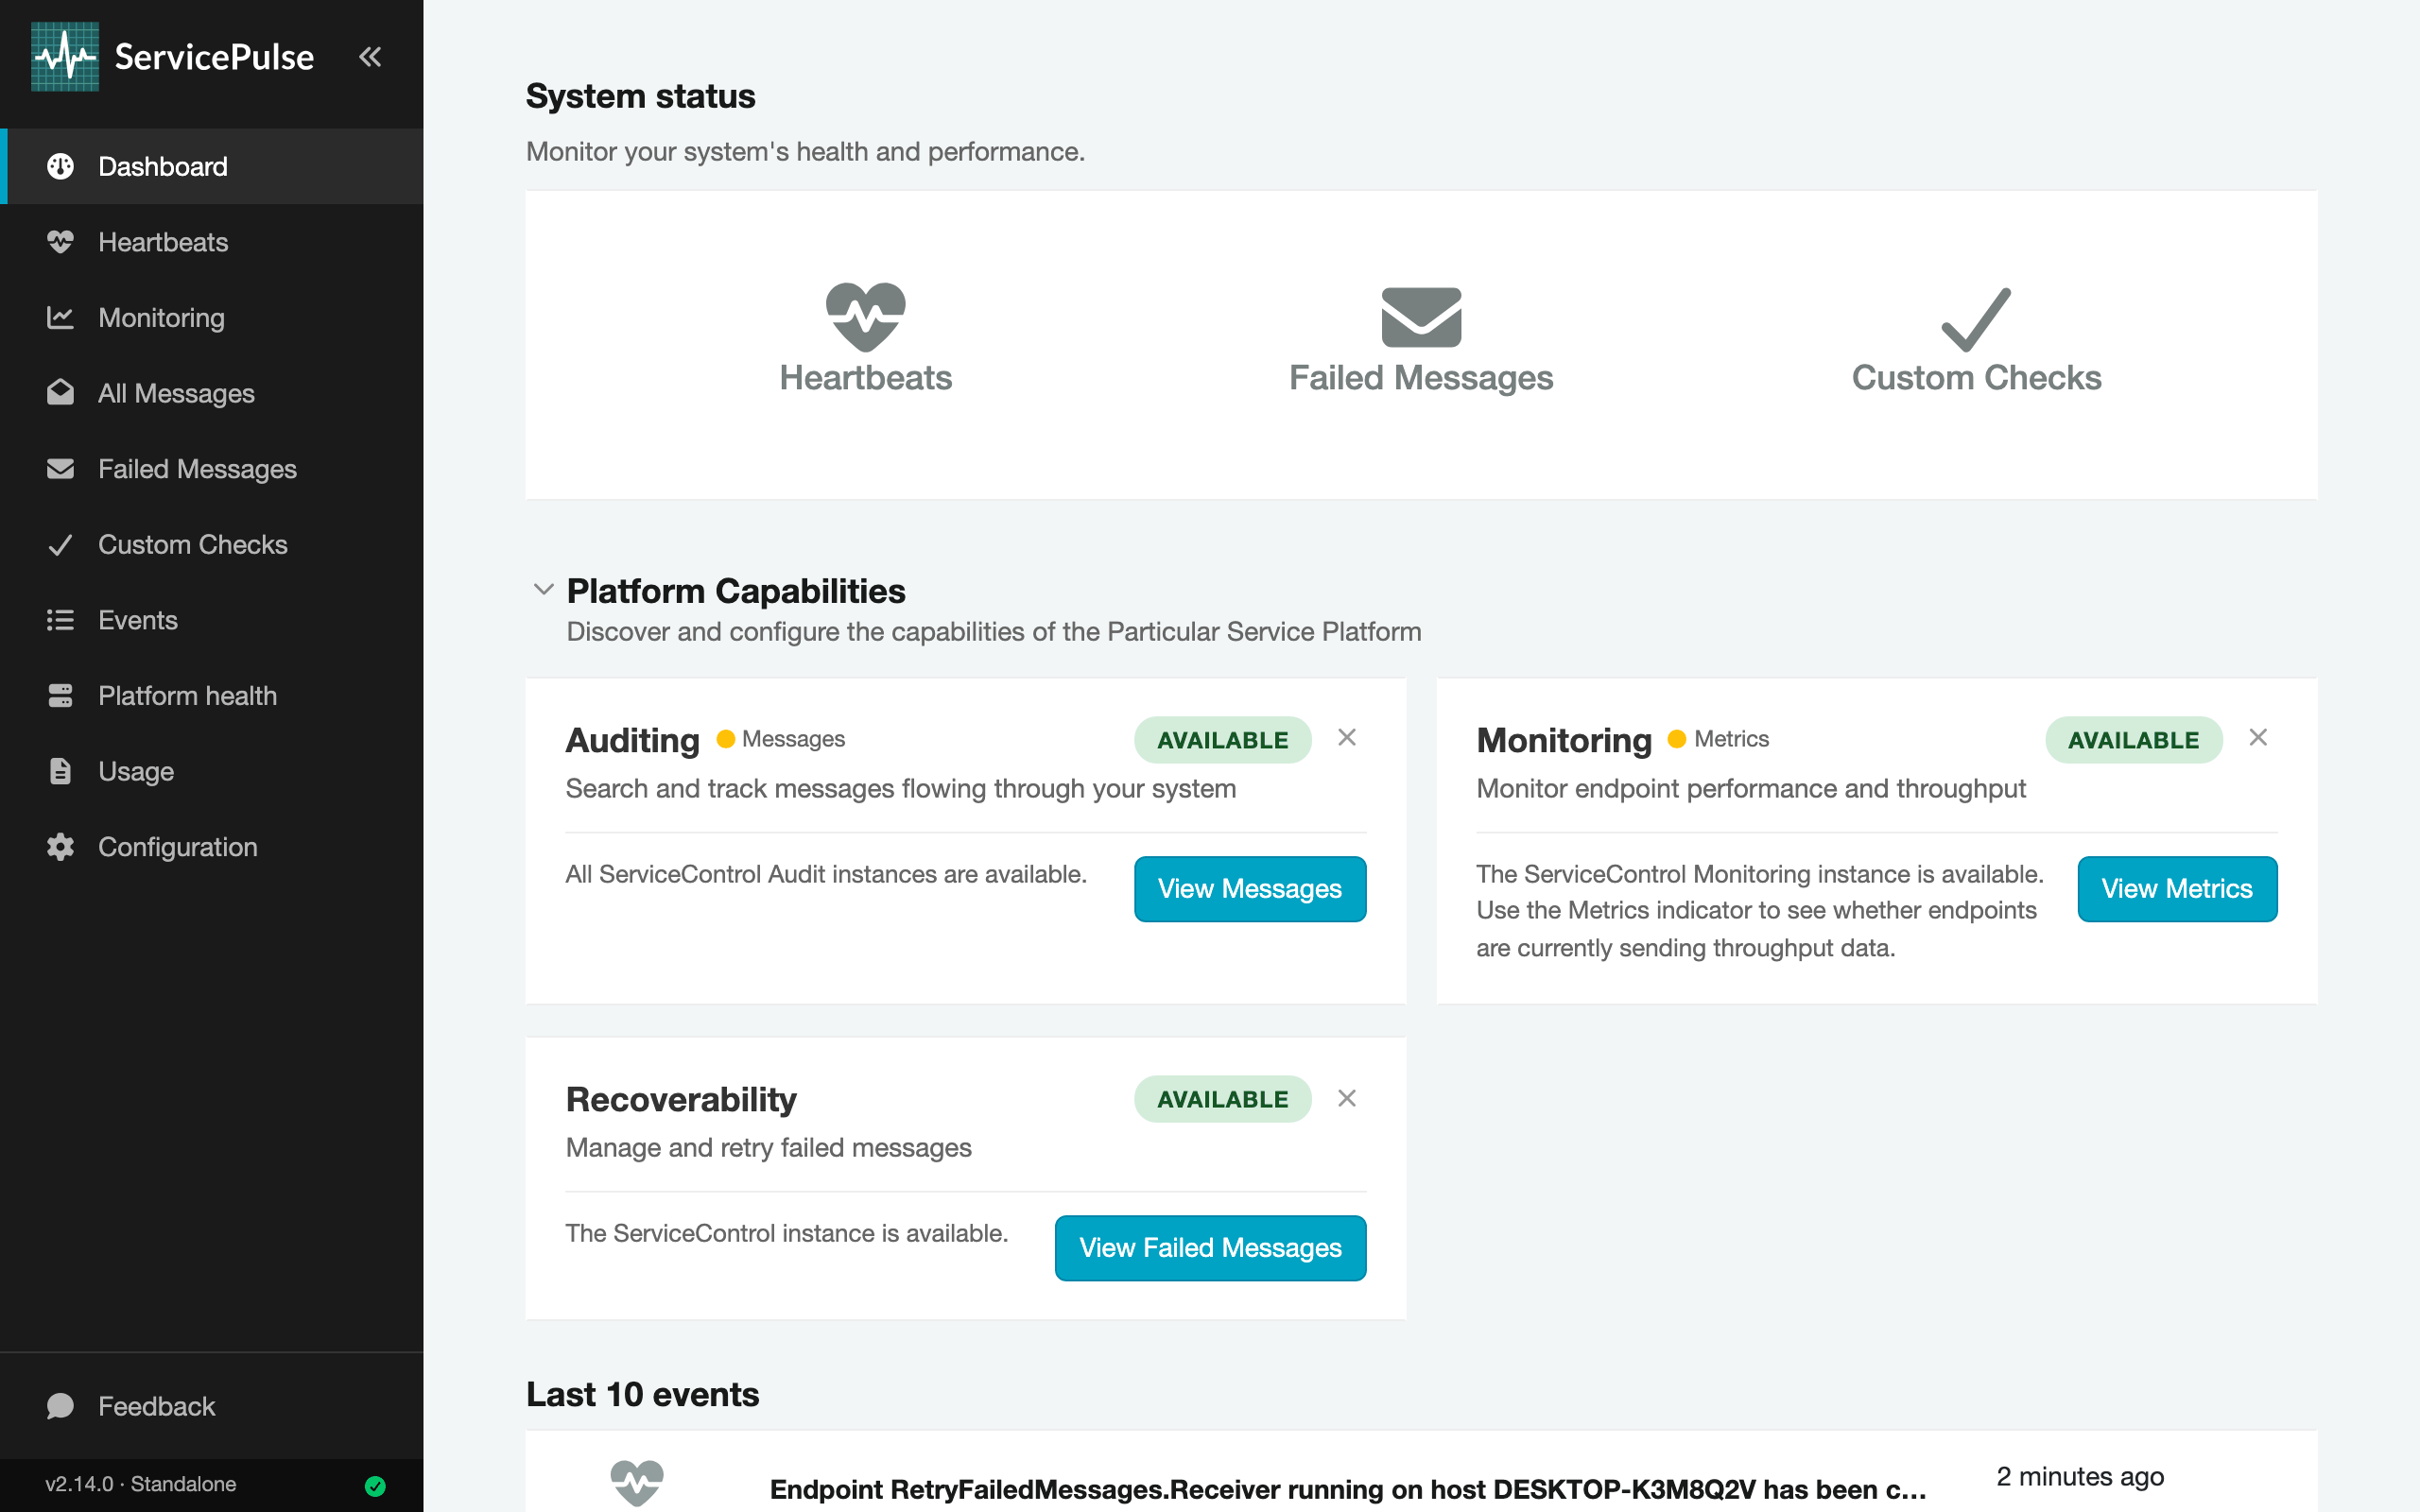 ServicePulse
Dashboard
Heartbeats
Monitoring
All Messages
Failed Messages
Custom Checks
Events
Platform health
Usage
Configuration
Feedback
v2.14.0 · Standalone
System status
Monitor your system's health and performance.
Heartbeats
Failed Messages
Custom Checks
Platform Capabilities
Discover and configure the capabilities of the Particular Service Platform
Auditing Messages AVAILABLE
Search and track messages flowing through your system
All ServiceControl Audit instances are available.
View Messages
Monitoring Metrics AVAILABLE
Monitor endpoint performance and throughput
The ServiceControl Monitoring instance is available.
Use the Metrics indicator to see whether endpoints
are currently sending throughput data.
View Metrics
Recoverability AVAILABLE
Manage and retry failed messages
The ServiceControl instance is available.
View Failed Messages
Last 10 events
Endpoint RetryFailedMessages.Receiver running on host DESKTOP-K3M8Q2V has been c...
2 minutes ago